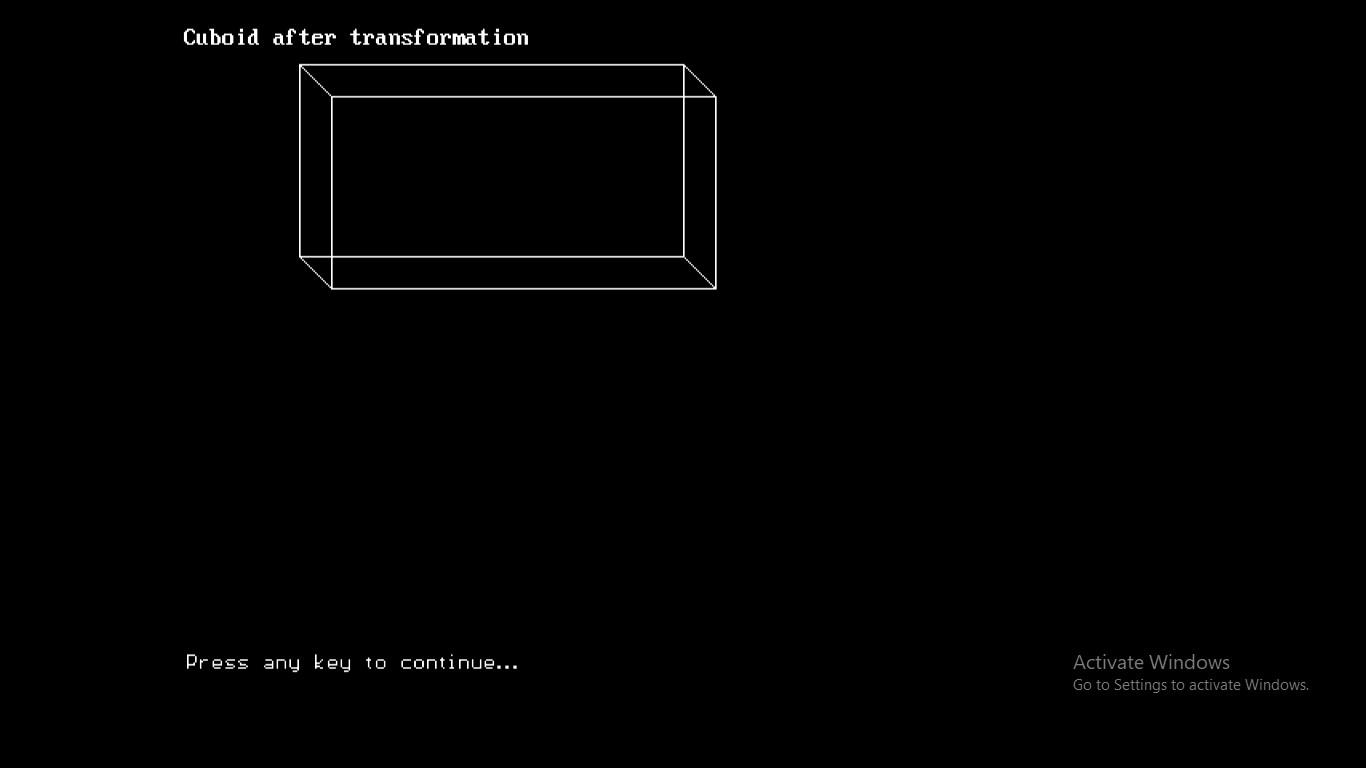 Cuboid after transformation
Press any key to continue...
Activate Windows
Go to Settings to activate Windows.